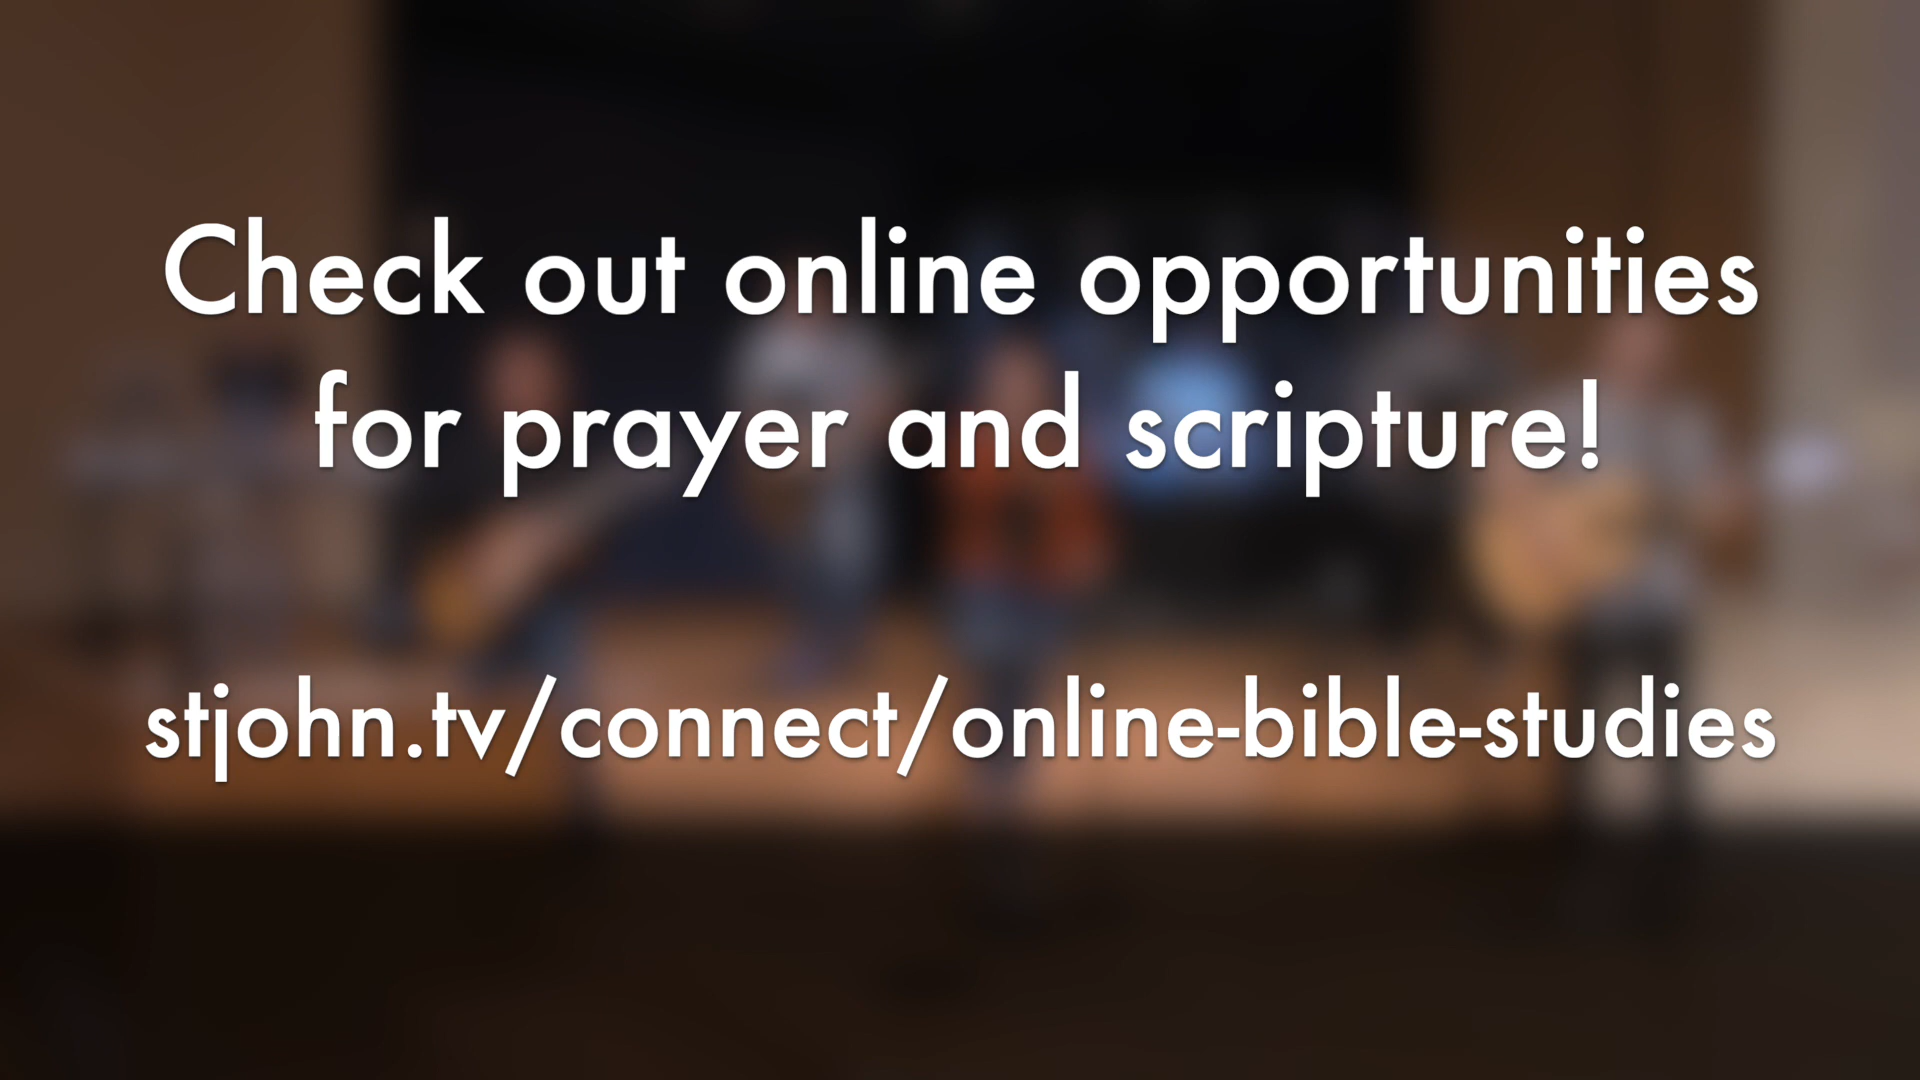 Check out online opportunities
for prayer and scripture!
stjohn.tv/connect/online-bible-studies